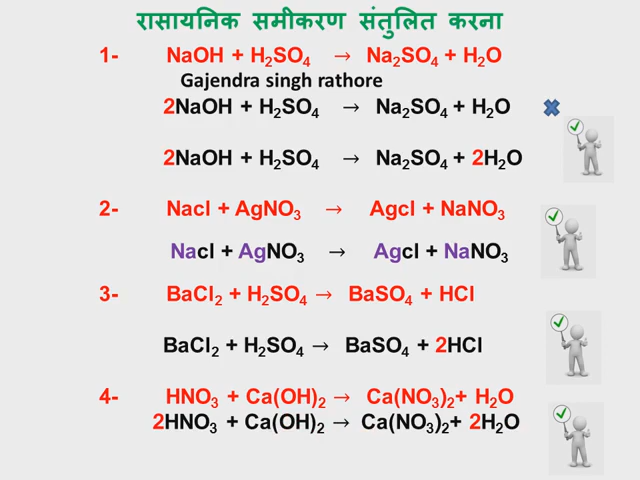 रासायनिक समीकरण संतुलित करना
1- NaOH + H₂SO₄ → Na₂SO₄ + H₂O
Gajendra singh rathore
2NaOH + H₂SO₄ → Na₂SO₄ + H₂O
2NaOH + H₂SO₄ → Na₂SO₄ + 2H₂O
2- Nacl + AgNO₃ → Agcl + NaNO₃
Nacl + AgNO₃ → Agcl + NaNO₃
3- BaCl₂ + H₂SO₄ → BaSO₄ + HCl
BaCl₂ + H₂SO₄ → BaSO₄ + 2HCl
4- HNO₃ + Ca(OH)₂ → Ca(NO₃)₂+ H₂O
2HNO₃ + Ca(OH)₂ → Ca(NO₃)₂+ 2H₂O